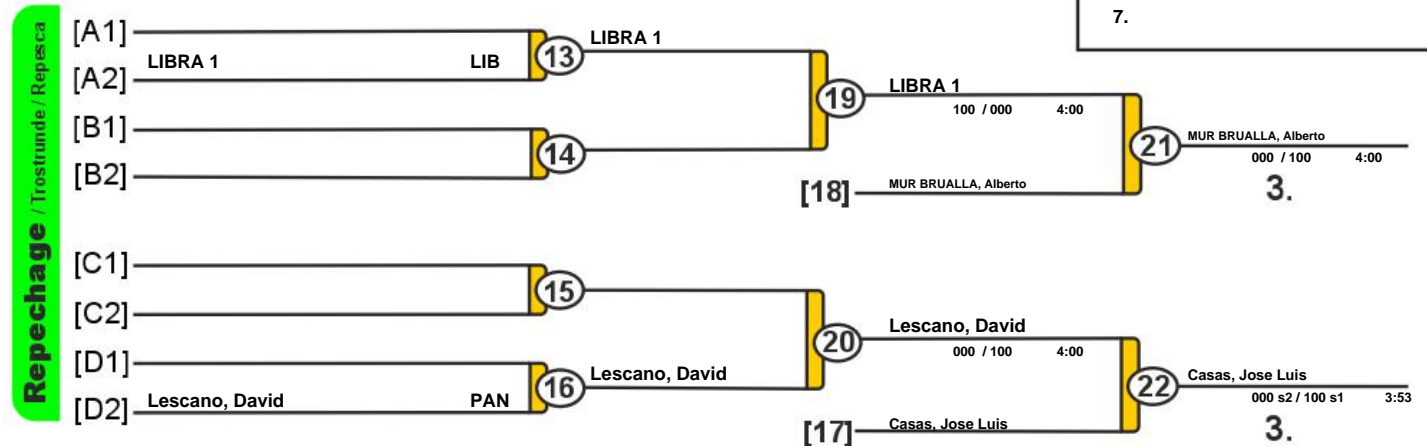 Repechage / Trostrunde / Repesca
7.
[A1]
LIBRA 1 LIB
[A2]
13
LIBRA 1
[B1]
14
[B2]
19
LIBRA 1
100 / 000 4:00
[18]
MUR BRUALLA, Alberto
21
MUR BRUALLA, Alberto
000 / 100 4:00
3.
[C1]
15
[C2]
[D1]
16
Lescano, David
[D2]
Lescano, David PAN
20
Lescano, David
000 / 100 4:00
[17]
Casas, Jose Luis
22
Casas, Jose Luis
000 s2 / 100 s1 3:53
3.